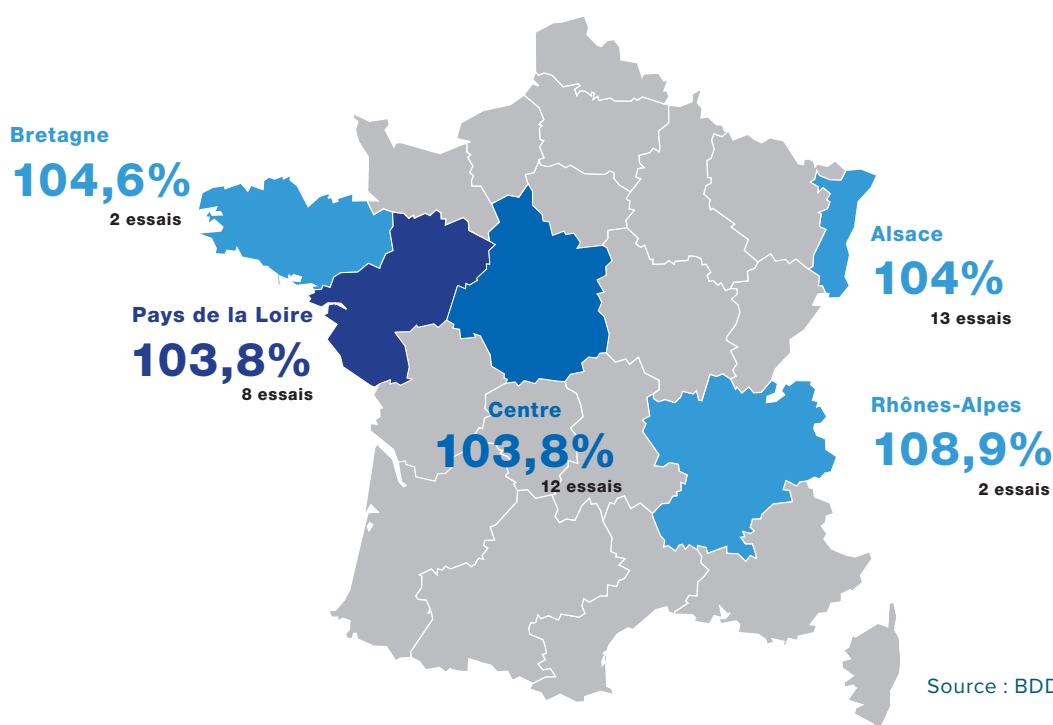 Bretagne
104,6%
2 essais
Alsace
104%
13 essais
Pays de la Loire
103,8%
8 essais
Centre
103,8%
12 essais
Rhônes-Alpes
108,9%
2 essais
Source : BDD